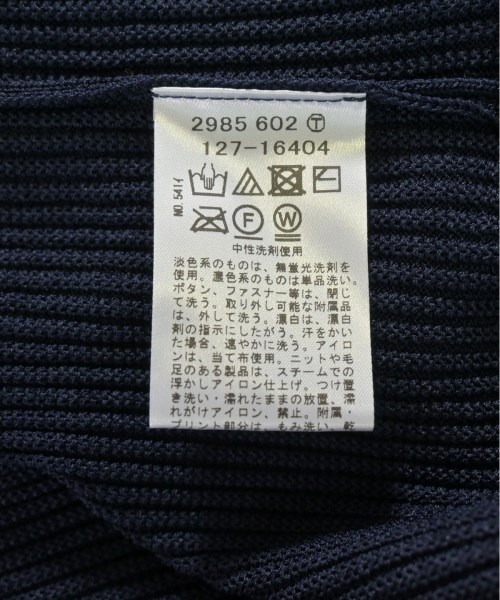 2985 602 Ⓣ
127-16404
NO.541イ
F W
中性洗剤使用
淡色系のものは、無蛍光洗剤を
使用。濃色系のものは単品洗い。
ボタン、ファスナー等は、閉じ
て洗う。取り外し可能な附属品
は、外して洗う。漂白は、漂白
剤の指示にしたがう。汗をかい
た場合、速やかに洗う。アイロ
ンは、当て布使用。ニットや毛
足のある製品は、スチームでの
浮かしアイロン仕上げ。つけ置
き洗い・濡れたままの放置、濡
れがけアイロン、禁止。附属・
プリント部分は、もみ洗い、乾